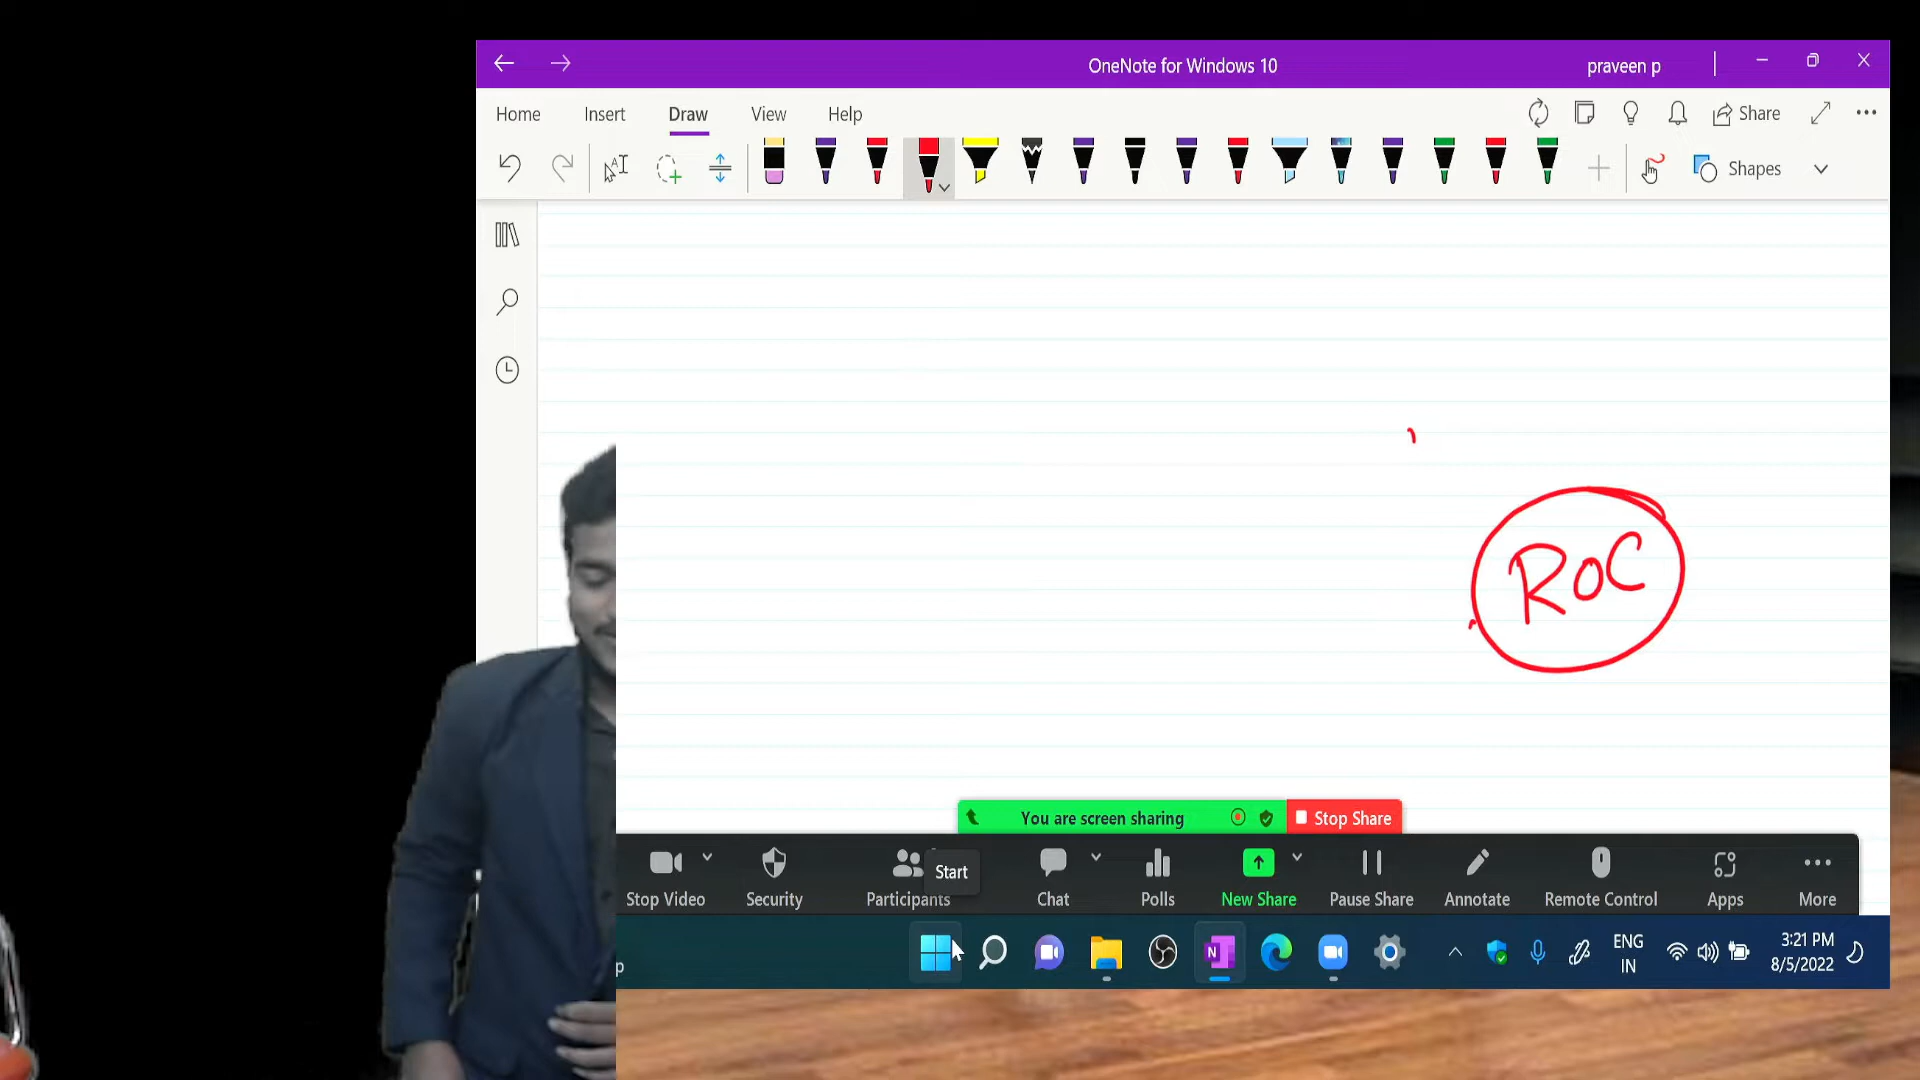 OneNote for Windows 10
praveen p
Home Insert Draw View Help
Share
Shapes
ROC
You are screen sharing
Stop Share
Start
Stop Video Security Participants Chat Polls New Share Pause Share Annotate Remote Control Apps More
p
ENG
IN
3:21 PM
8/5/2022